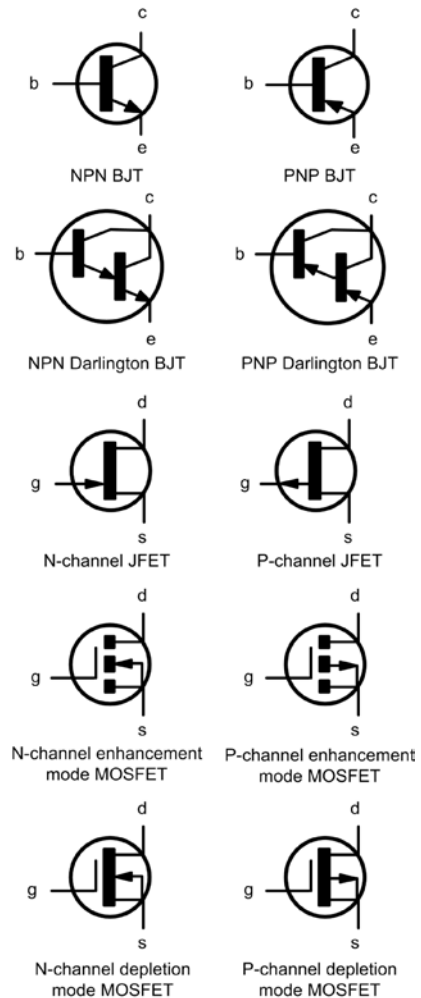 c c
b b
e e
NPN BJT PNP BJT
c c
b b
e e
NPN Darlington BJT PNP Darlington BJT
d d
g g
s s
N-channel JFET P-channel JFET
d d
g g
s s
N-channel enhancement
mode MOSFET
P-channel enhancement
mode MOSFET
d d
g g
s s
N-channel depletion
mode MOSFET
P-channel depletion
mode MOSFET